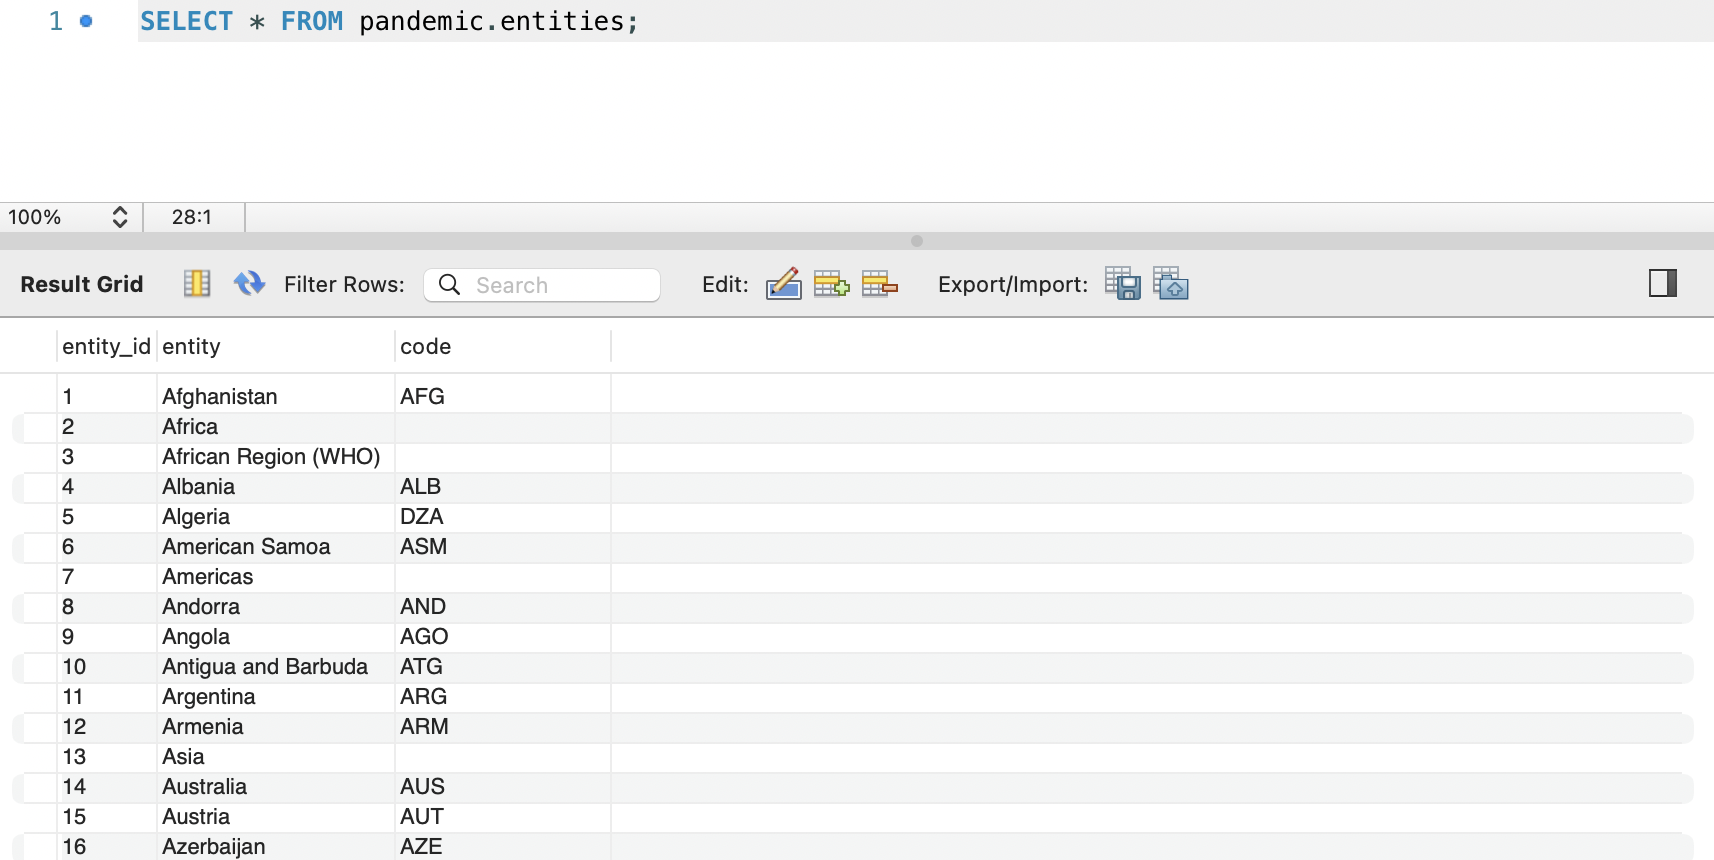 1 SELECT * FROM pandemic.entities;
100% 28:1
Result Grid Filter Rows: Search Edit: Export/Import:
entity_id entity code
1 Afghanistan AFG
2 Africa
3 African Region (WHO)
4 Albania ALB
5 Algeria DZA
6 American Samoa ASM
7 Americas
8 Andorra AND
9 Angola AGO
10 Antigua and Barbuda ATG
11 Argentina ARG
12 Armenia ARM
13 Asia
14 Australia AUS
15 Austria AUT
16 Azerbaijan AZE